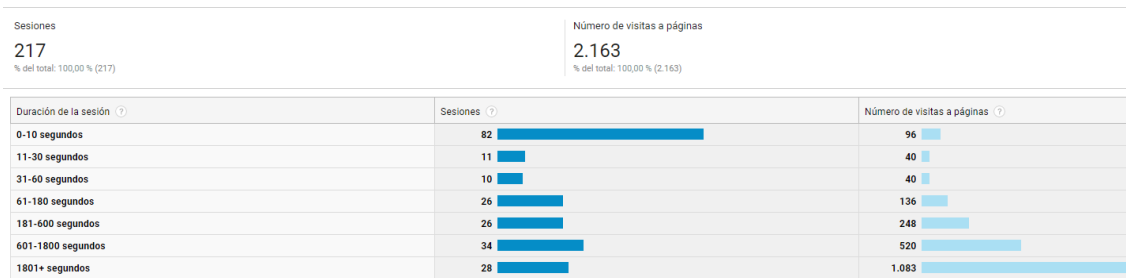 Sesiones
217
% del total: 100,00 % (217)
Número de visitas a páginas
2.163
% del total: 100,00 % (2.163)
Duración de la sesión ? Sesiones ? Número de visitas a páginas ?
0-10 segundos 82 96
11-30 segundos 11 40
31-60 segundos 10 40
61-180 segundos 26 136
181-600 segundos 26 248
601-1800 segundos 34 520
1801+ segundos 28 1.083